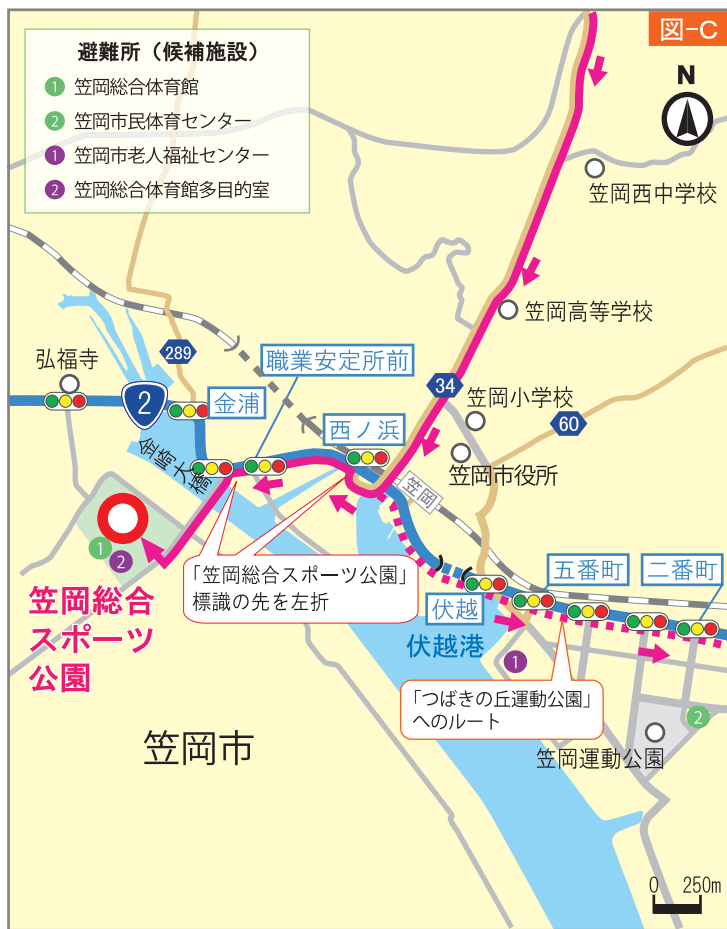 図-C
避難所（候補施設）
1 笠岡総合体育館
2 笠岡市民体育センター
1 笠岡市老人福祉センター
2 笠岡総合体育館多目的室
N
笠岡西中学校
笠岡高等学校
289
職業安定所前
弘福寺
34
2
金浦
笠岡小学校
60
西ノ浜
金崎大橋
笠岡市役所
笠岡
「笠岡総合スポーツ公園」
標識の先を左折
1
2
笠岡総合
スポーツ
公園
五番町
二番町
伏越
伏越港
1
「つばきの丘運動公園」
へのルート
2
笠岡市
笠岡運動公園
0 250m